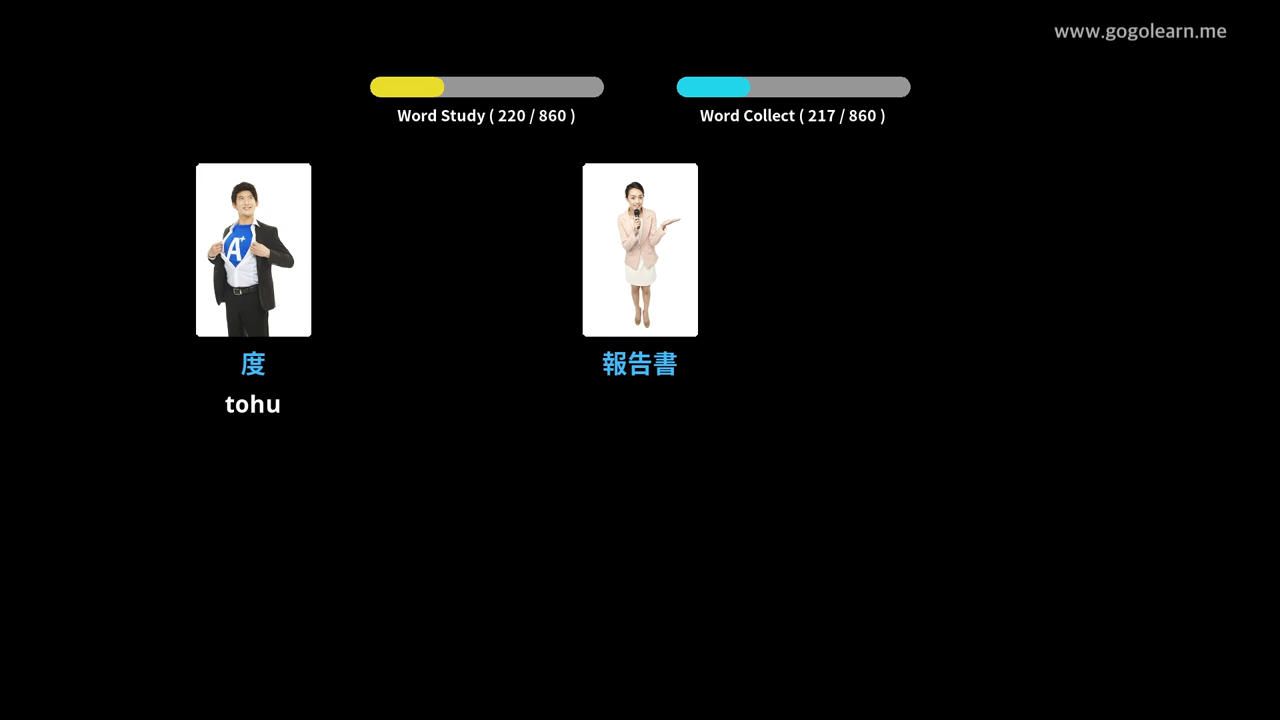 www.gogolearn.me
Word Study ( 220 / 860 )
Word Collect ( 217 / 860 )
A+
度
報告書
tohu